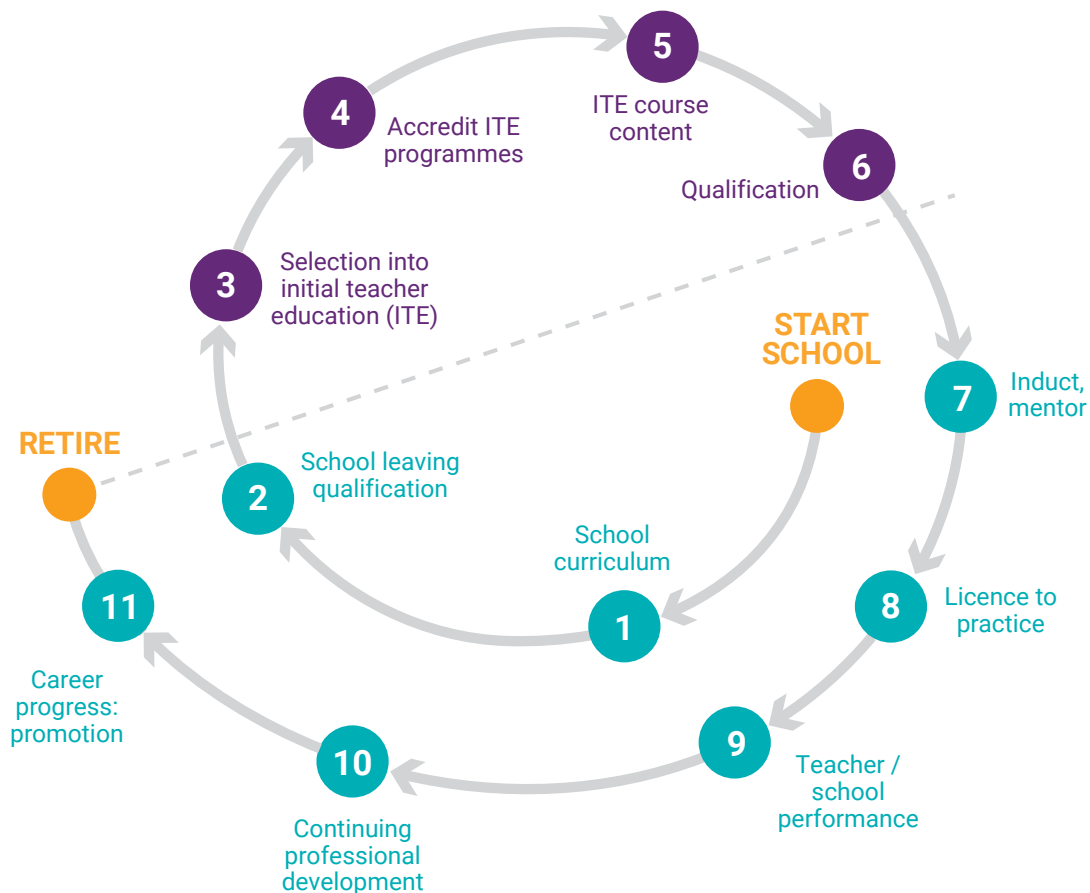 START
SCHOOL
1
School
curriculum
2
School leaving
qualification
3
Selection into
initial teacher
education (ITE)
4
Accredit ITE
programmes
5
ITE course
content
6
Qualification
7
Induct,
mentor
8
Licence to
practice
9
Teacher /
school
performance
10
Continuing
professional
development
11
Career
progress:
promotion
RETIRE